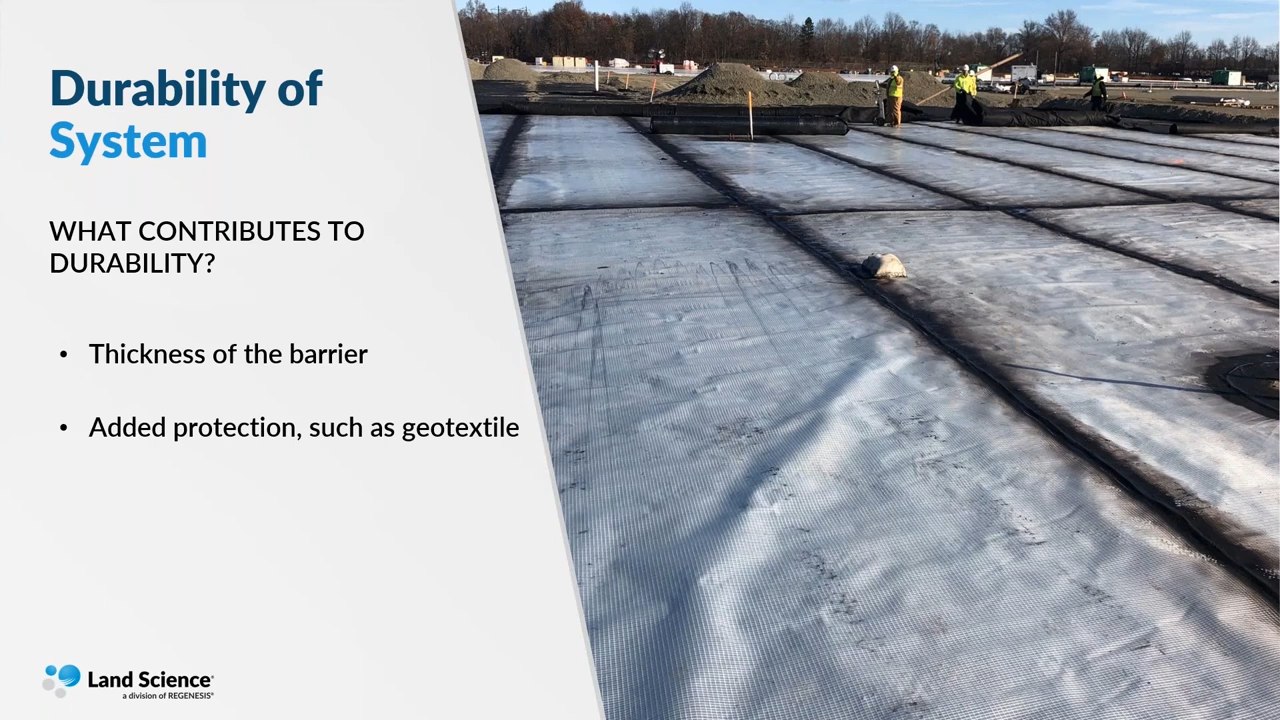 Durability of
System
WHAT CONTRIBUTES TO
DURABILITY?
• Thickness of the barrier
• Added protection, such as geotextile
Land Science®
a division of REGENESIS®